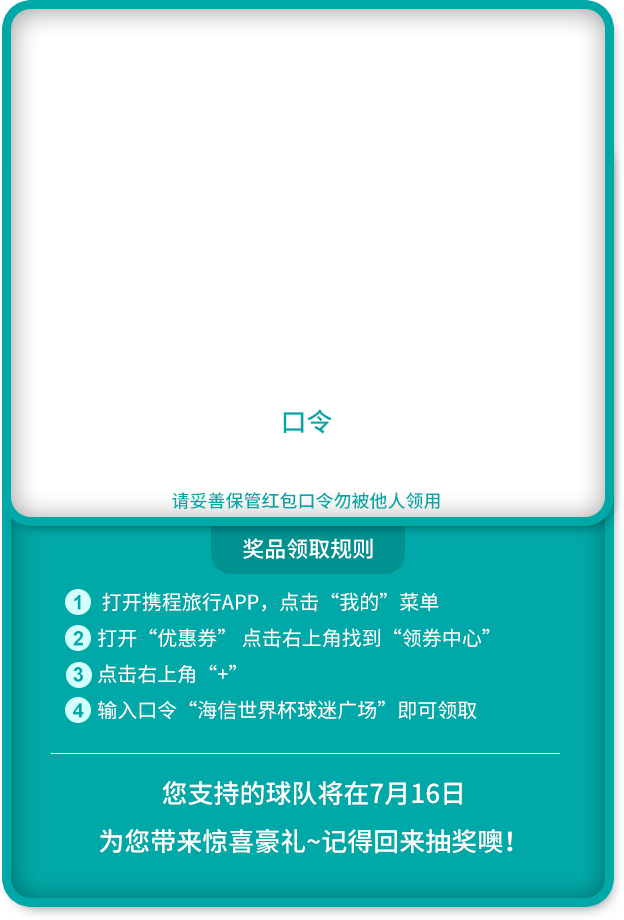 口令
请妥善保管红包口令勿被他人领用
奖品领取规则
1 打开携程旅行APP，点击“我的”菜单
2 打开“优惠券” 点击右上角找到“领券中心”
3 点击右上角“+”
4 输入口令“海信世界杯球迷广场”即可领取
您支持的球队将在7月16日
为您带来惊喜豪礼~记得回来抽奖噢！